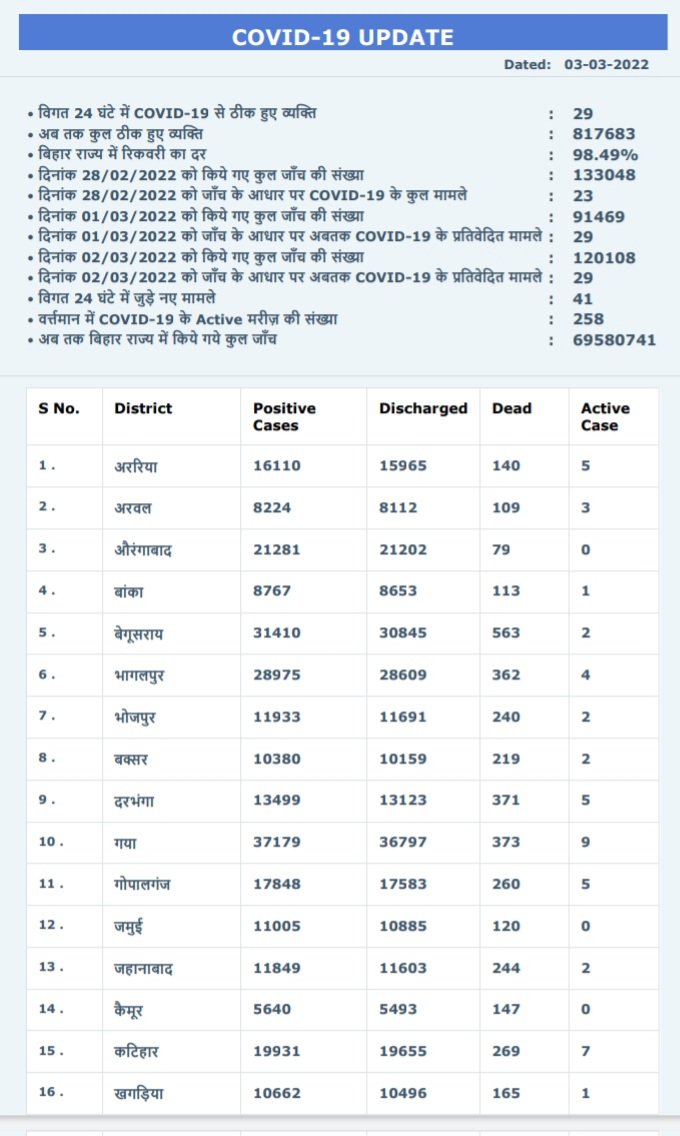 COVID-19 UPDATE
Dated: 03-03-2022
• विगत 24 घंटे में COVID-19 से ठीक हुए व्यक्ति : 29
• अब तक कुल ठीक हुए व्यक्ति : 817683
• बिहार राज्य में रिकवरी का दर : 98.49%
• दिनांक 28/02/2022 को किये गए कुल जाँच की संख्या : 133048
• दिनांक 28/02/2022 को जाँच के आधार पर COVID-19 के कुल मामले : 23
• दिनांक 01/03/2022 को किये गए कुल जाँच की संख्या : 91469
• दिनांक 01/03/2022 को जाँच के आधार पर अबतक COVID-19 के प्रतिवेदित मामले : 29
• दिनांक 02/03/2022 को किये गए कुल जाँच की संख्या : 120108
• दिनांक 02/03/2022 को जाँच के आधार पर अबतक COVID-19 के प्रतिवेदित मामले : 29
• विगत 24 घंटे में जुड़े नए मामले : 41
• वर्त्तमान में COVID-19 के Active मरीज़ की संख्या : 258
• अब तक बिहार राज्य में किये गये कुल जाँच : 69580741
S No. District Positive Cases Discharged Dead Active Case
1 . अररिया 16110 15965 140 5
2 . अरवल 8224 8112 109 3
3 . औरंगाबाद 21281 21202 79 0
4 . बांका 8767 8653 113 1
5 . बेगूसराय 31410 30845 563 2
6 . भागलपुर 28975 28609 362 4
7 . भोजपुर 11933 11691 240 2
8 . बक्सर 10380 10159 219 2
9 . दरभंगा 13499 13123 371 5
10 . गया 37179 36797 373 9
11 . गोपालगंज 17848 17583 260 5
12 . जमुई 11005 10885 120 0
13 . जहानाबाद 11849 11603 244 2
14 . कैमूर 5640 5493 147 0
15 . कटिहार 19931 19655 269 7
16 . खगड़िया 10662 10496 165 1